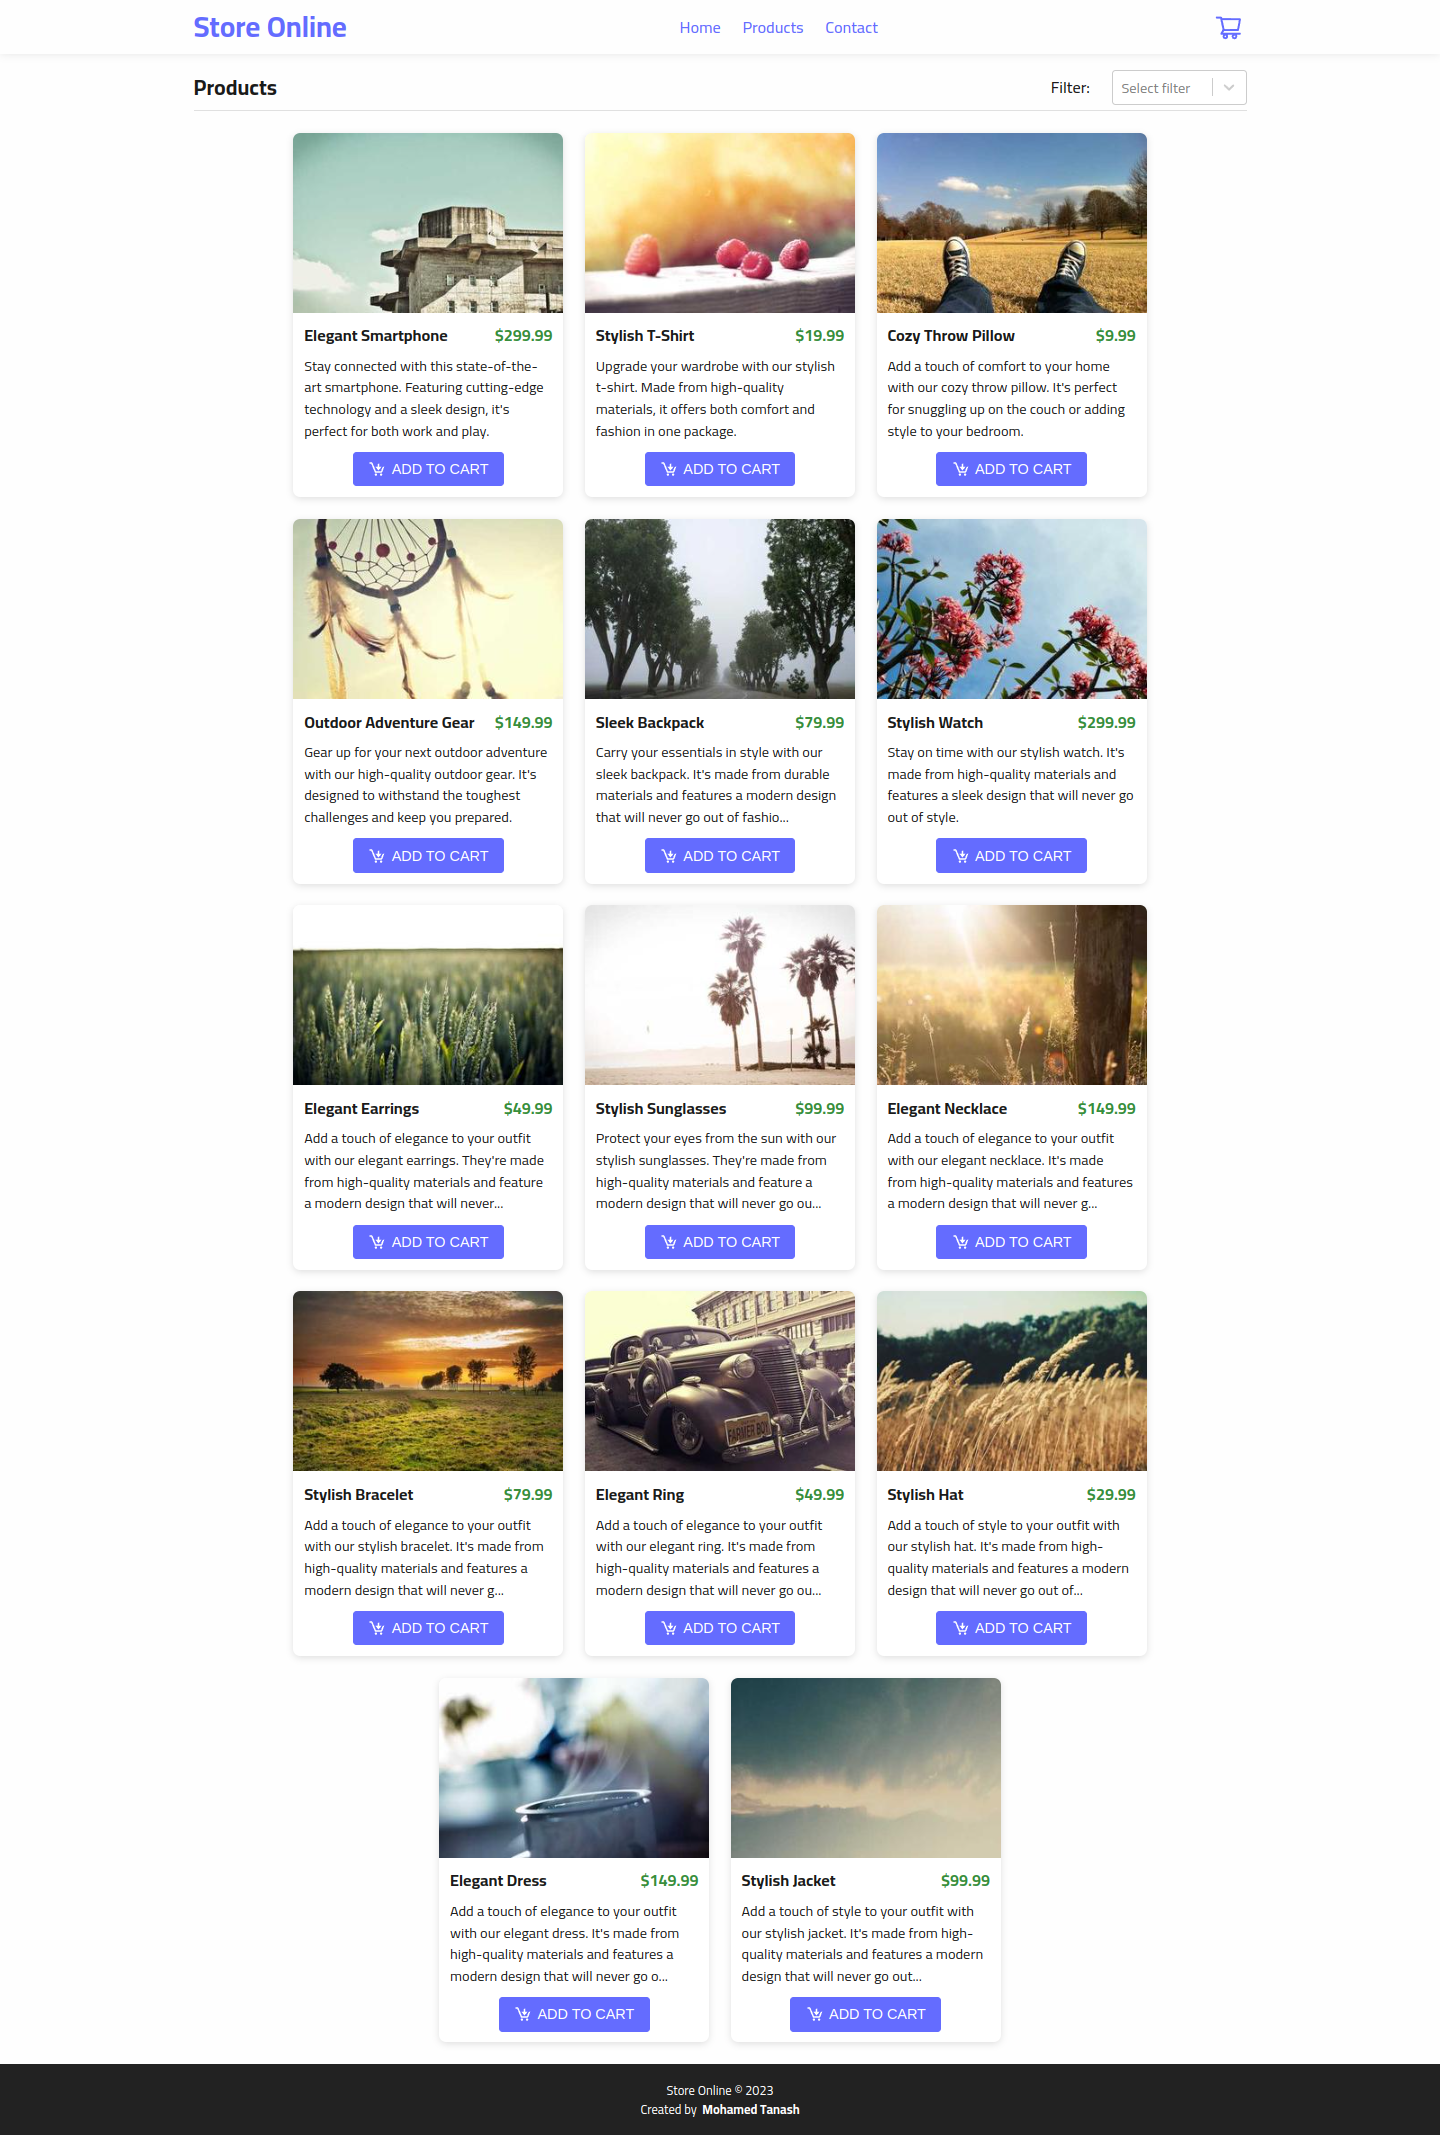 Store Online
Home Products Contact
Products
Filter: Select filter
Elegant Smartphone $299.99
Stay connected with this state-of-the-
art smartphone. Featuring cutting-edge
technology and a sleek design, it's
perfect for both work and play.
ADD TO CART
Stylish T-Shirt $19.99
Upgrade your wardrobe with our stylish
t-shirt. Made from high-quality
materials, it offers both comfort and
fashion in one package.
ADD TO CART
Cozy Throw Pillow $9.99
Add a touch of comfort to your home
with our cozy throw pillow. It's perfect
for snuggling up on the couch or adding
style to your bedroom.
ADD TO CART
Outdoor Adventure Gear $149.99
Gear up for your next outdoor adventure
with our high-quality outdoor gear. It's
designed to withstand the toughest
challenges and keep you prepared.
ADD TO CART
Sleek Backpack $79.99
Carry your essentials in style with our
sleek backpack. It's made from durable
materials and features a modern design
that will never go out of fashio...
ADD TO CART
Stylish Watch $299.99
Stay on time with our stylish watch. It's
made from high-quality materials and
features a sleek design that will never go
out of style.
ADD TO CART
Elegant Earrings $49.99
Add a touch of elegance to your outfit
with our elegant earrings. They're made
from high-quality materials and feature
a modern design that will never...
ADD TO CART
Stylish Sunglasses $99.99
Protect your eyes from the sun with our
stylish sunglasses. They're made from
high-quality materials and feature a
modern design that will never go ou...
ADD TO CART
Elegant Necklace $149.99
Add a touch of elegance to your outfit
with our elegant necklace. It's made
from high-quality materials and features
a modern design that will never g...
ADD TO CART
Stylish Bracelet $79.99
Add a touch of elegance to your outfit
with our stylish bracelet. It's made from
high-quality materials and features a
modern design that will never g...
ADD TO CART
FARMER BOY
Elegant Ring $49.99
Add a touch of elegance to your outfit
with our elegant ring. It's made from
high-quality materials and features a
modern design that will never go ou...
ADD TO CART
Stylish Hat $29.99
Add a touch of style to your outfit with
our stylish hat. It's made from high-
quality materials and features a modern
design that will never go out of...
ADD TO CART
Elegant Dress $149.99
Add a touch of elegance to your outfit
with our elegant dress. It's made from
high-quality materials and features a
modern design that will never go o...
ADD TO CART
Stylish Jacket $99.99
Add a touch of style to your outfit with
our stylish jacket. It's made from high-
quality materials and features a modern
design that will never go out...
ADD TO CART
Store Online © 2023
Created by Mohamed Tanash